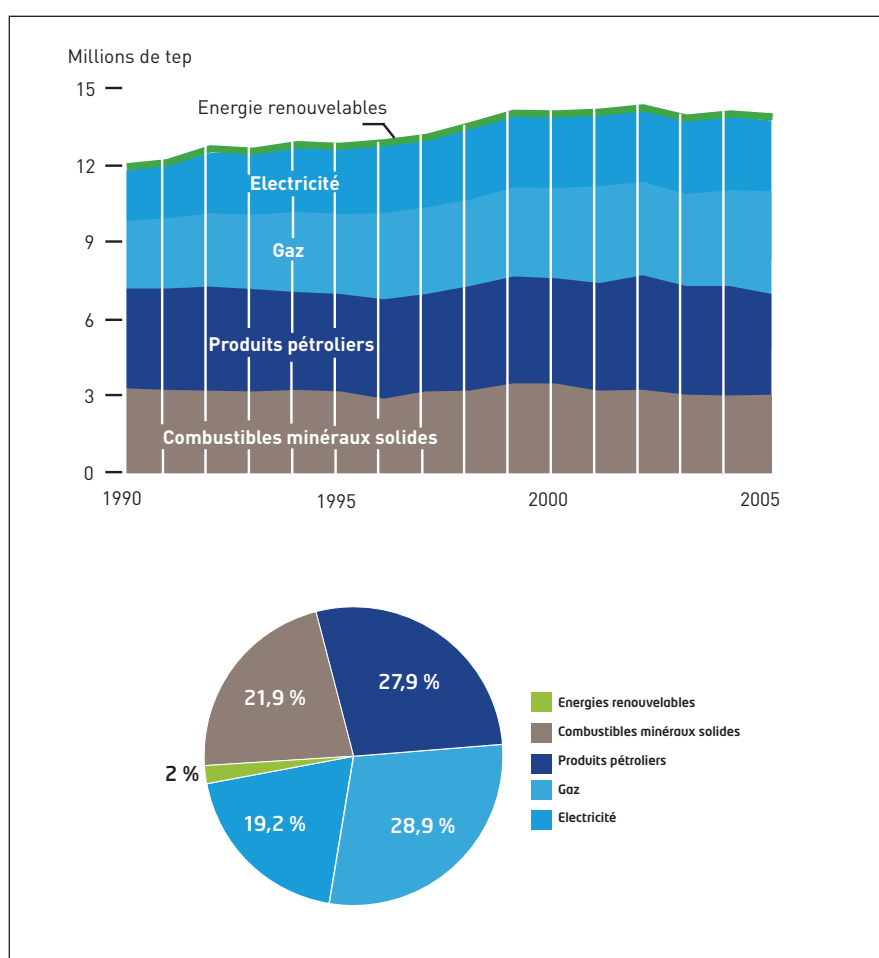 Millions de tep
15
Energie renouvelables
12
Electricité
9
Gaz
6
Produits pétroliers
3
Combustibles minéraux solides
0
1990 1995 2000 2005
27,9 %
21,9 %
Energies renouvelables
Combustibles minéraux solides
Produits pétroliers
2 %
Gaz
Electricité
19,2 %
28,9 %